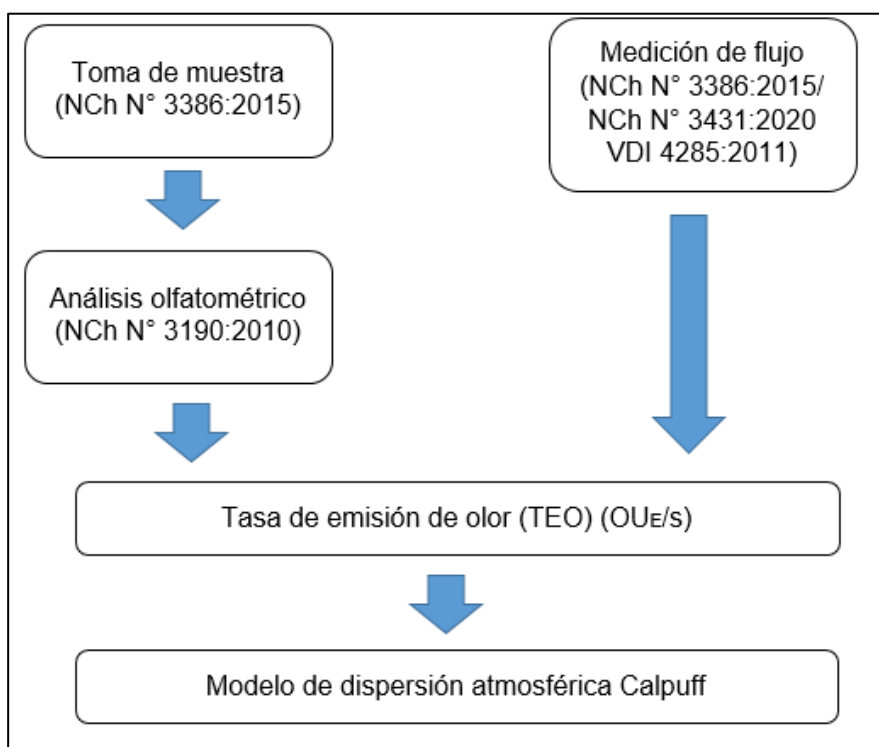 Toma de muestra
(NCh N° 3386:2015)
Medición de flujo
(NCh N° 3386:2015/
NCh N° 3431:2020
VDI 4285:2011)
Análisis olfatométrico
(NCh N° 3190:2010)
Tasa de emisión de olor (TEO) (OUE/s)
Modelo de dispersión atmosférica Calpuff